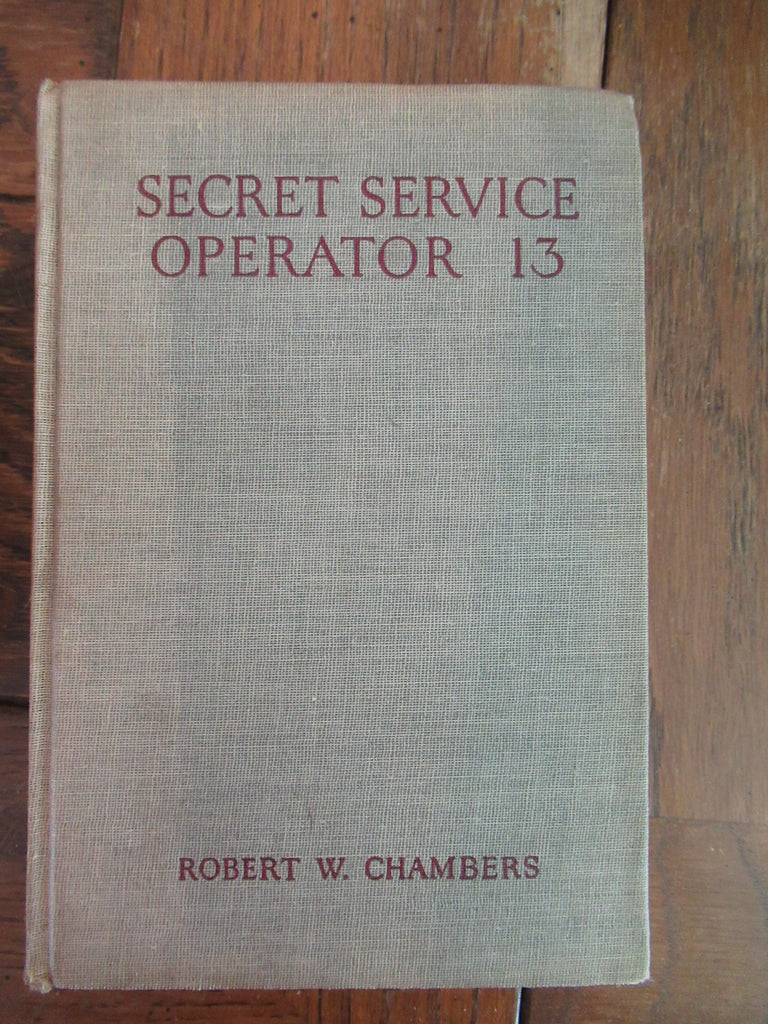 SECRET SERVICE
OPERATOR 13
ROBERT W. CHAMBERS